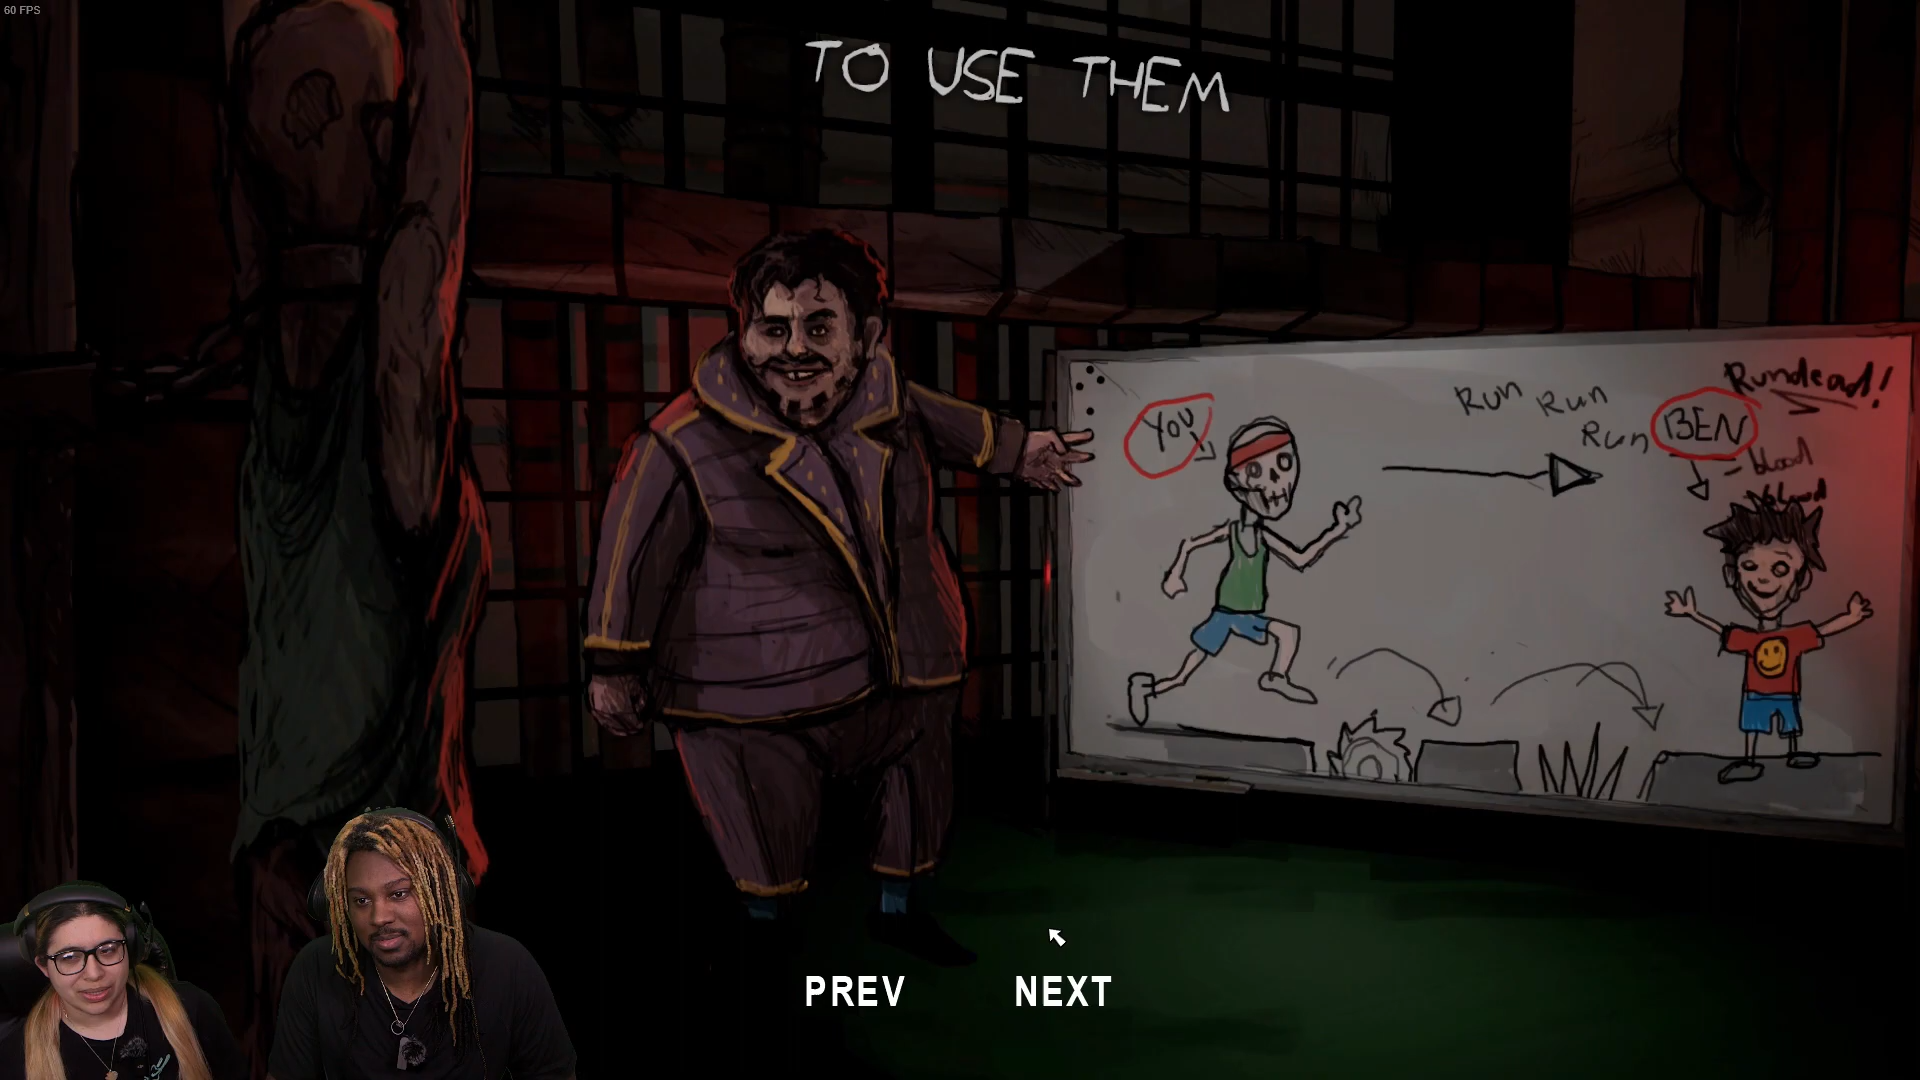 60 FPS
TO USE THEM
Rundead!
Run Run
Run
YOU
BEN
- blood
PREV
NEXT